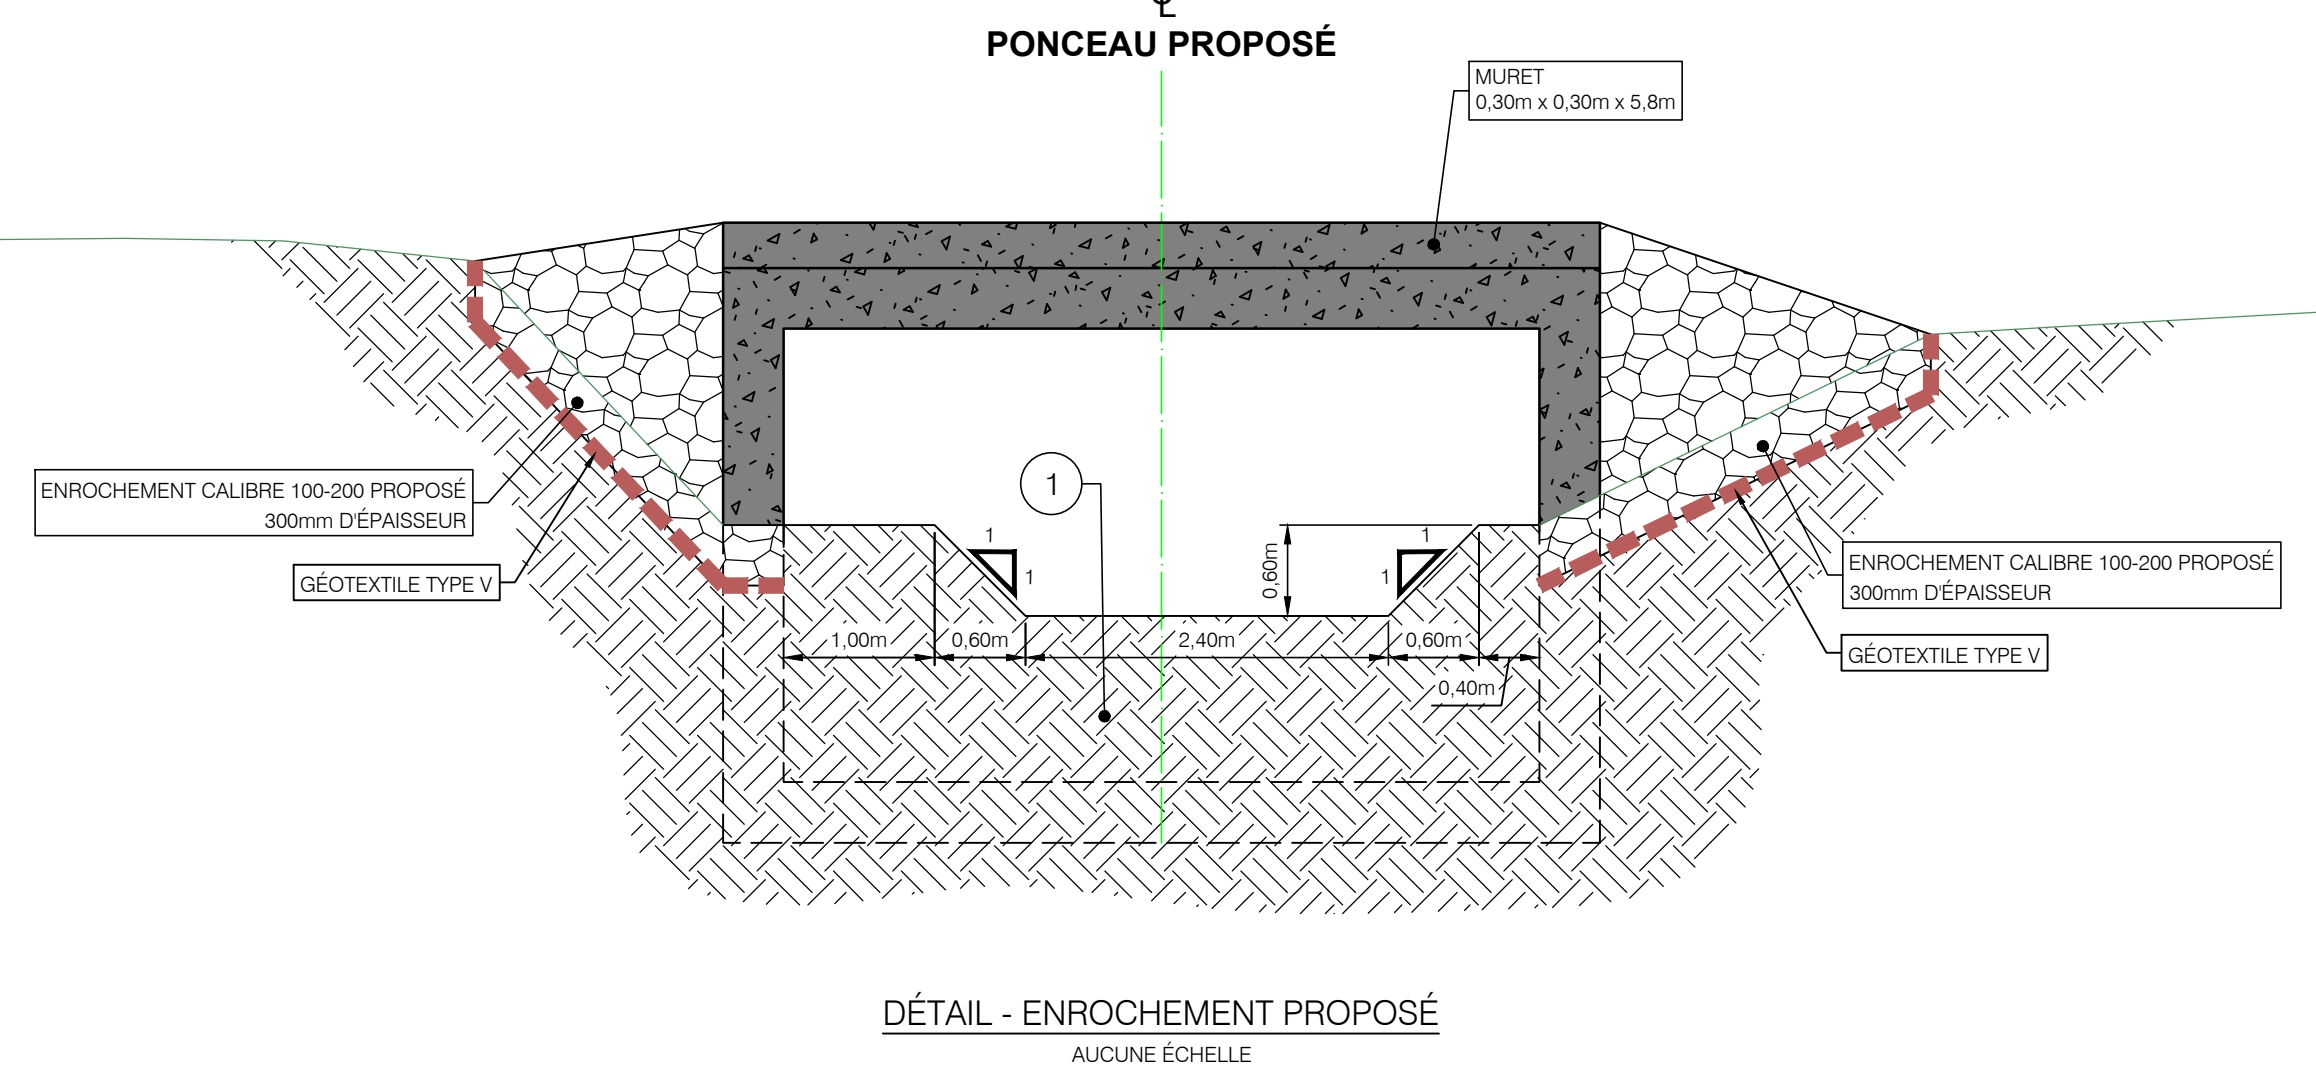 ℄
PONCEAU PROPOSÉ
MURET
0,30m x 0,30m x 5,8m
ENROCHEMENT CALIBRE 100-200 PROPOSÉ
300mm D'ÉPAISSEUR
GÉOTEXTILE TYPE V
1
1
1
0,60m
1
1
ENROCHEMENT CALIBRE 100-200 PROPOSÉ
300mm D'ÉPAISSEUR
GÉOTEXTILE TYPE V
1,00m
0,60m
2,40m
0,60m
0,40m
DÉTAIL - ENROCHEMENT PROPOSÉ
AUCUNE ÉCHELLE